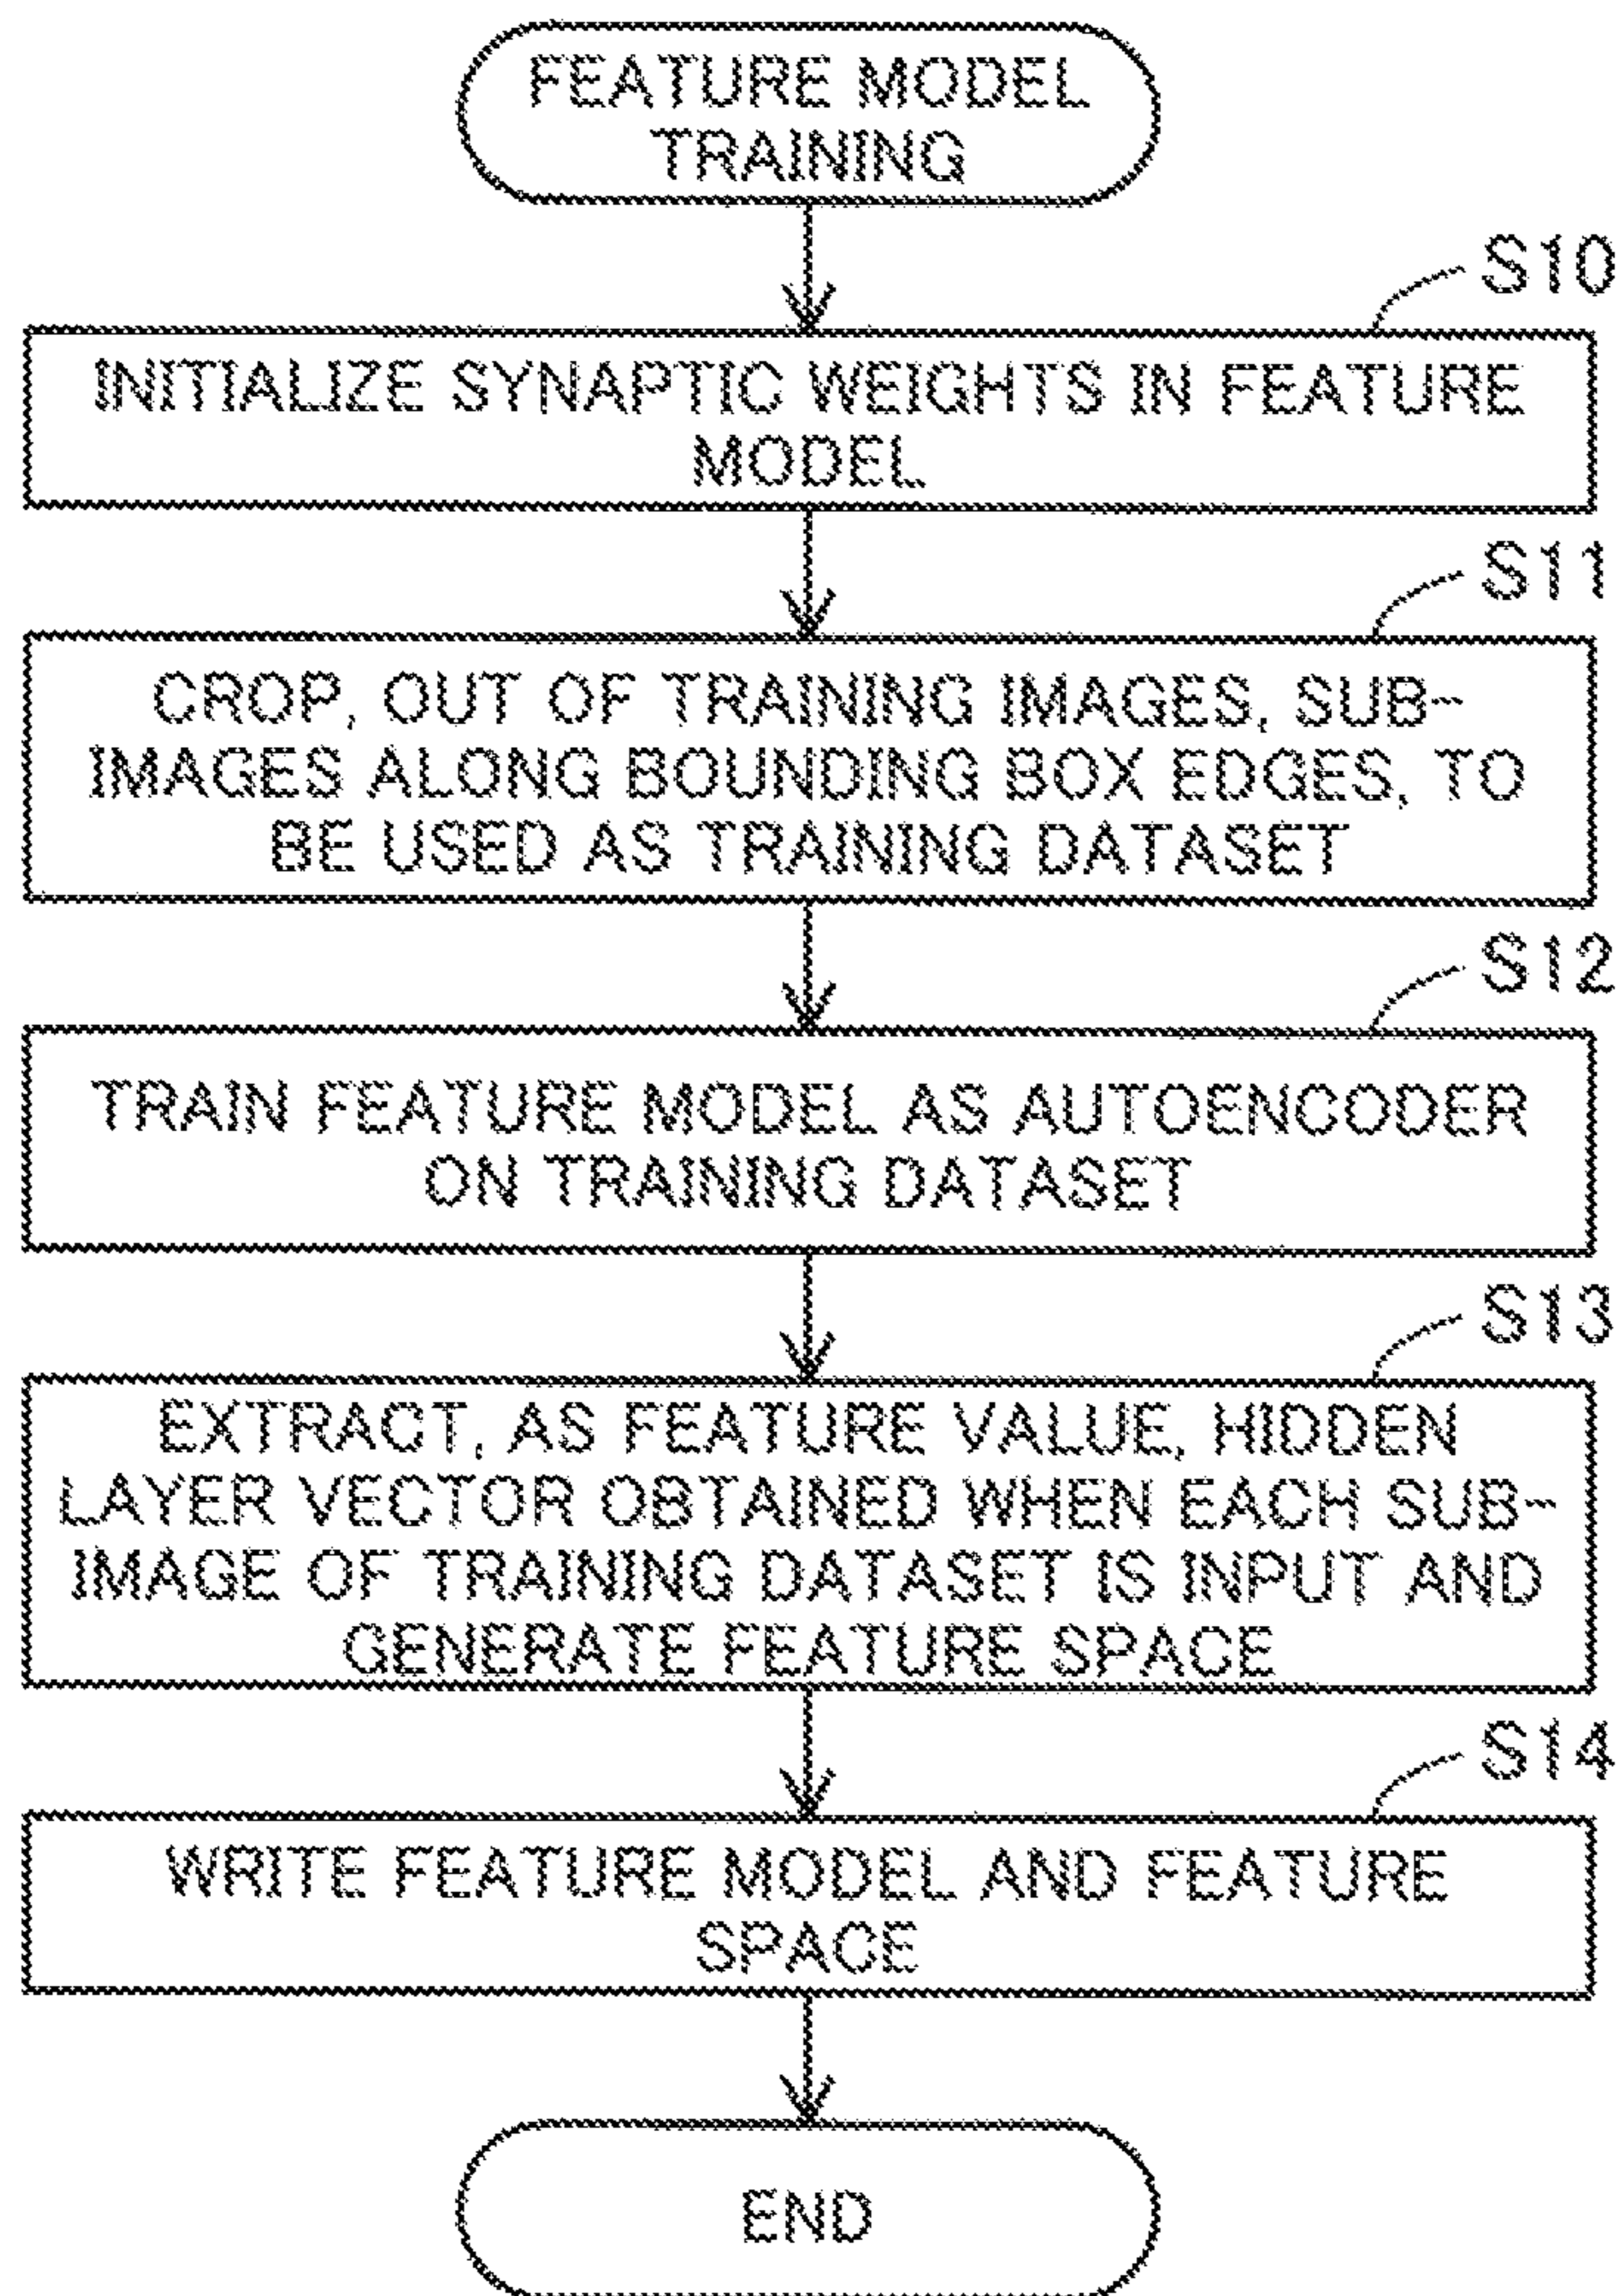 FEATURE MODEL
TRAINING
S10
INITIALIZE SYNAPTIC WEIGHTS IN FEATURE
MODEL
S11
CROP, OUT OF TRAINING IMAGES, SUB-
IMAGES ALONG BOUNDING BOX EDGES, TO
BE USED AS TRAINING DATASET
S12
TRAIN FEATURE MODEL AS AUTOENCODER
ON TRAINING DATASET
S13
EXTRACT, AS FEATURE VALUE, HIDDEN
LAYER VECTOR OBTAINED WHEN EACH SUB-
IMAGE OF TRAINING DATASET IS INPUT AND
GENERATE FEATURE SPACE
S14
WRITE FEATURE MODEL AND FEATURE
SPACE
END